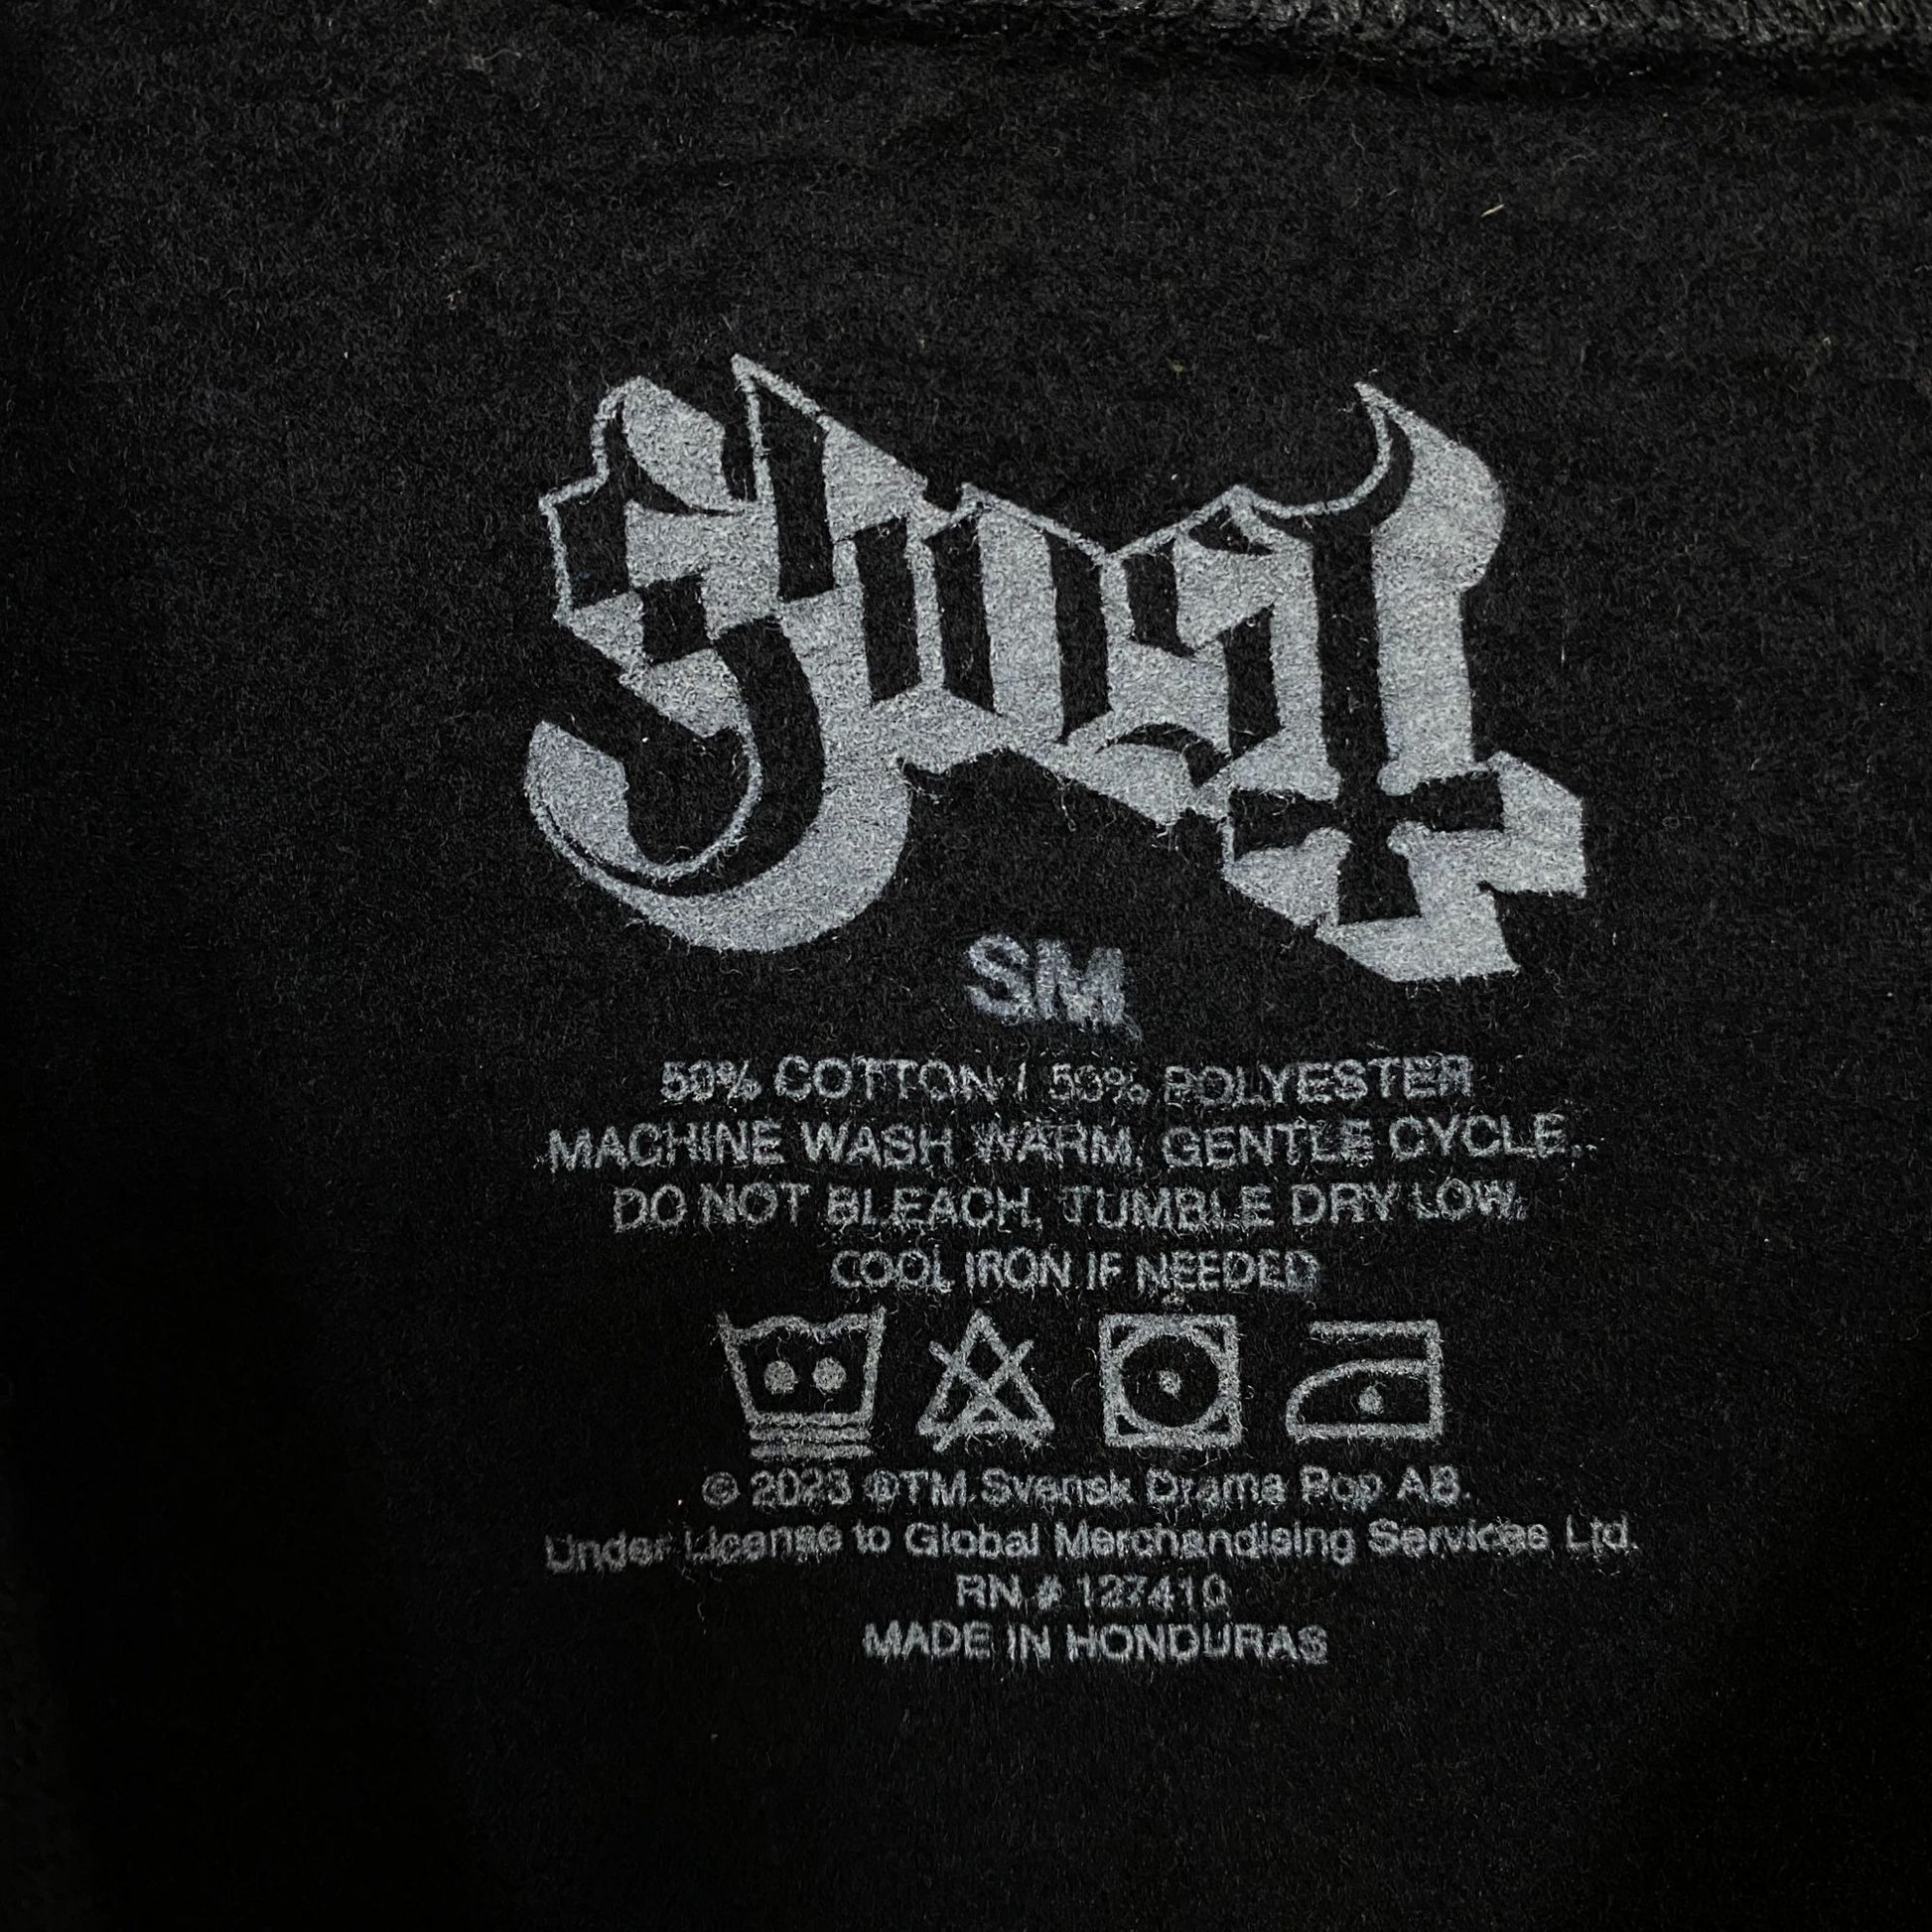 Ghost
SM
50% COTTON / 50% POLYESTER
MACHINE WASH WARM, GENTLE CYCLE.
DO NOT BLEACH, TUMBLE DRY LOW.
COOL IRON IF NEEDED
© 2023 ®TM Svensk Drama Pop AB.
Under License to Global Merchandising Services Ltd.
RN # 127410
MADE IN HONDURAS